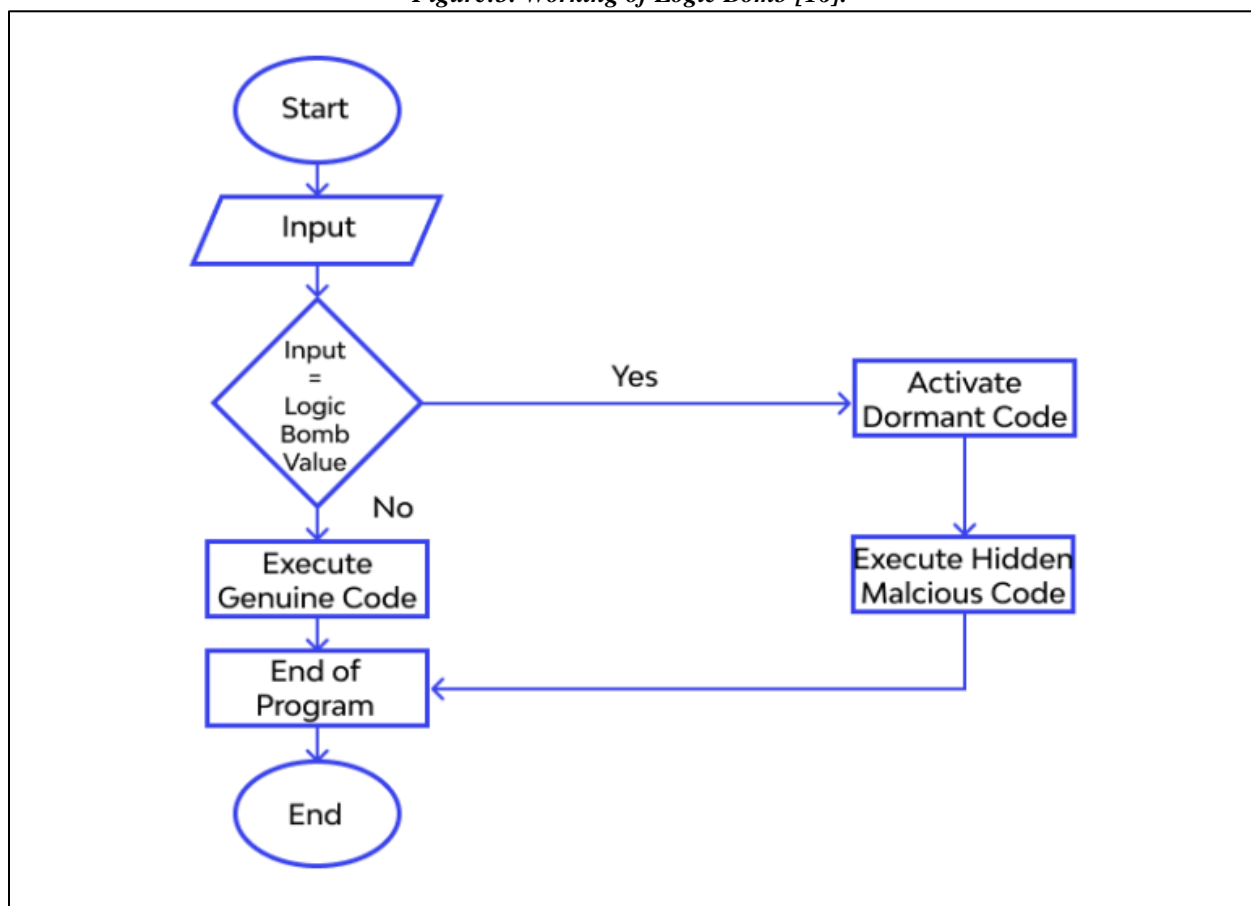 Start
Input
Input
=
Logic
Bomb
Value
Yes
Activate
Dormant Code
No
Execute
Genuine Code
Execute Hidden
Malcious Code
End of
Program
End